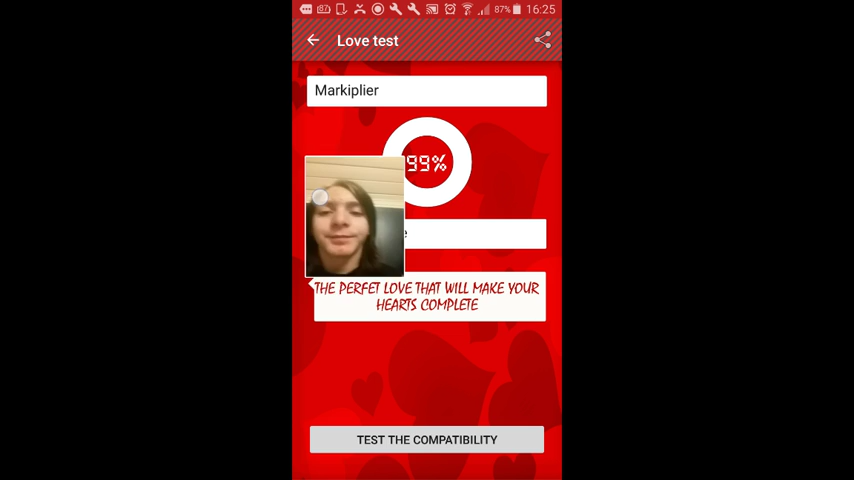 87% 16:25
Love test
Markiplier
99%
e
THE PERFET LOVE THAT WILL MAKE YOUR
HEARTS COMPLETE
TEST THE COMPATIBILITY